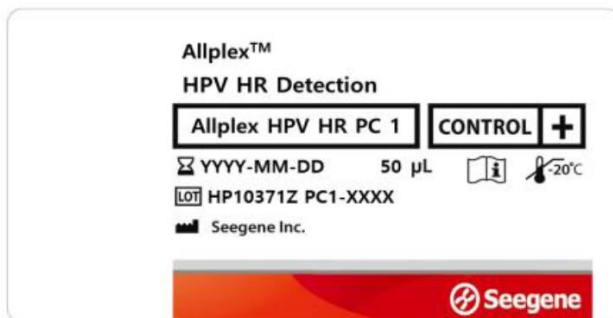 Allplex™
HPV HR Detection
Allplex HPV HR PC 1 CONTROL +
YYYY-MM-DD 50 µL -20°C
LOT HP10371Z PC1-XXXX
Seegene Inc.
Seegene